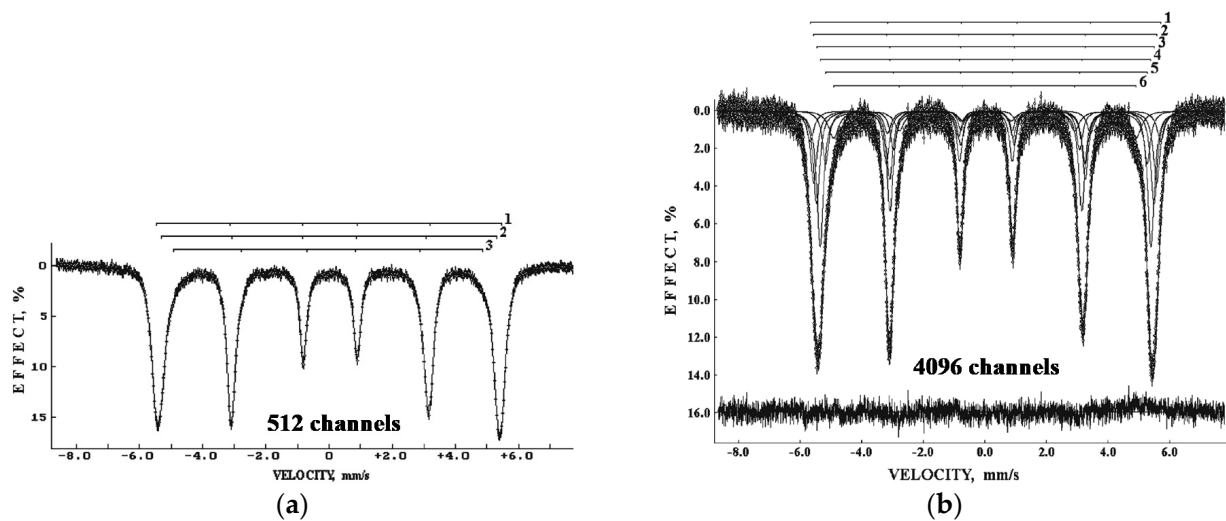 1
2
3
0
5
10
15
EFFECT, %
512 channels
-8.0 -6.0 -4.0 -2.0 0 +2.0 +4.0 +6.0
VELOCITY, mm/s
(a)
1
2
3
4
5
6
0.0
2.0
4.0
6.0
8.0
10.0
12.0
14.0
16.0
EFFECT, %
4096 channels
-8.0 -6.0 -4.0 -2.0 0.0 2.0 4.0 6.0
VELOCITY, mm/s
(b)